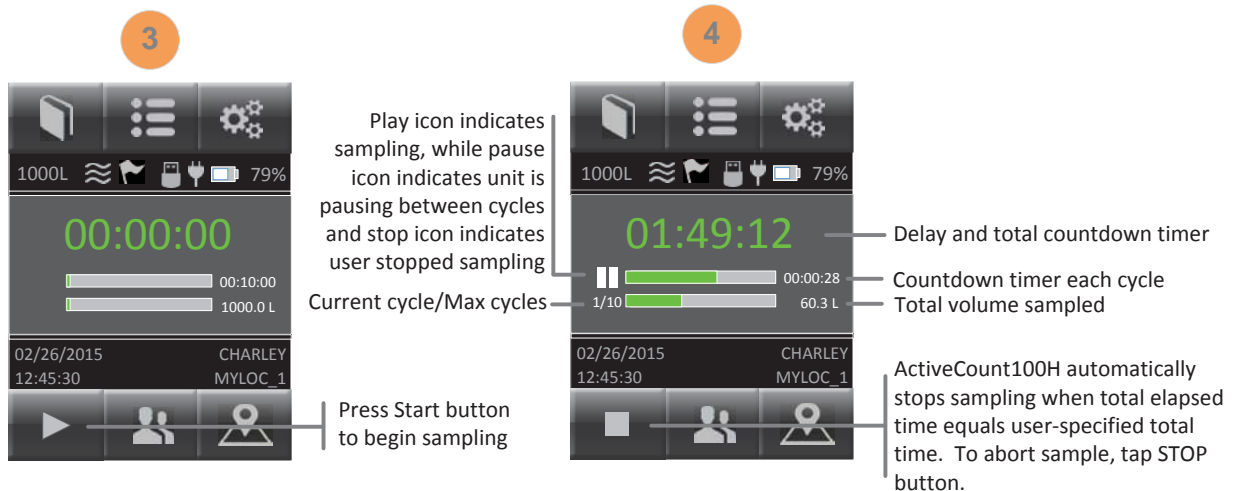 3
1000L 79%
00:00:00
00:10:00
1000.0 L
02/26/2015 CHARLEY
12:45:30 MYLOC_1
Press Start button
to begin sampling
4
Play icon indicates
sampling, while pause
icon indicates unit is
pausing between cycles
and stop icon indicates
user stopped sampling
Current cycle/Max cycles
1000L 79%
01:49:12
00:00:28
1/10 60.3 L
02/26/2015 CHARLEY
12:45:30 MYLOC_1
Delay and total countdown timer
Countdown timer each cycle
Total volume sampled
ActiveCount100H automatically
stops sampling when total elapsed
time equals user-specified total
time. To abort sample, tap STOP
button.